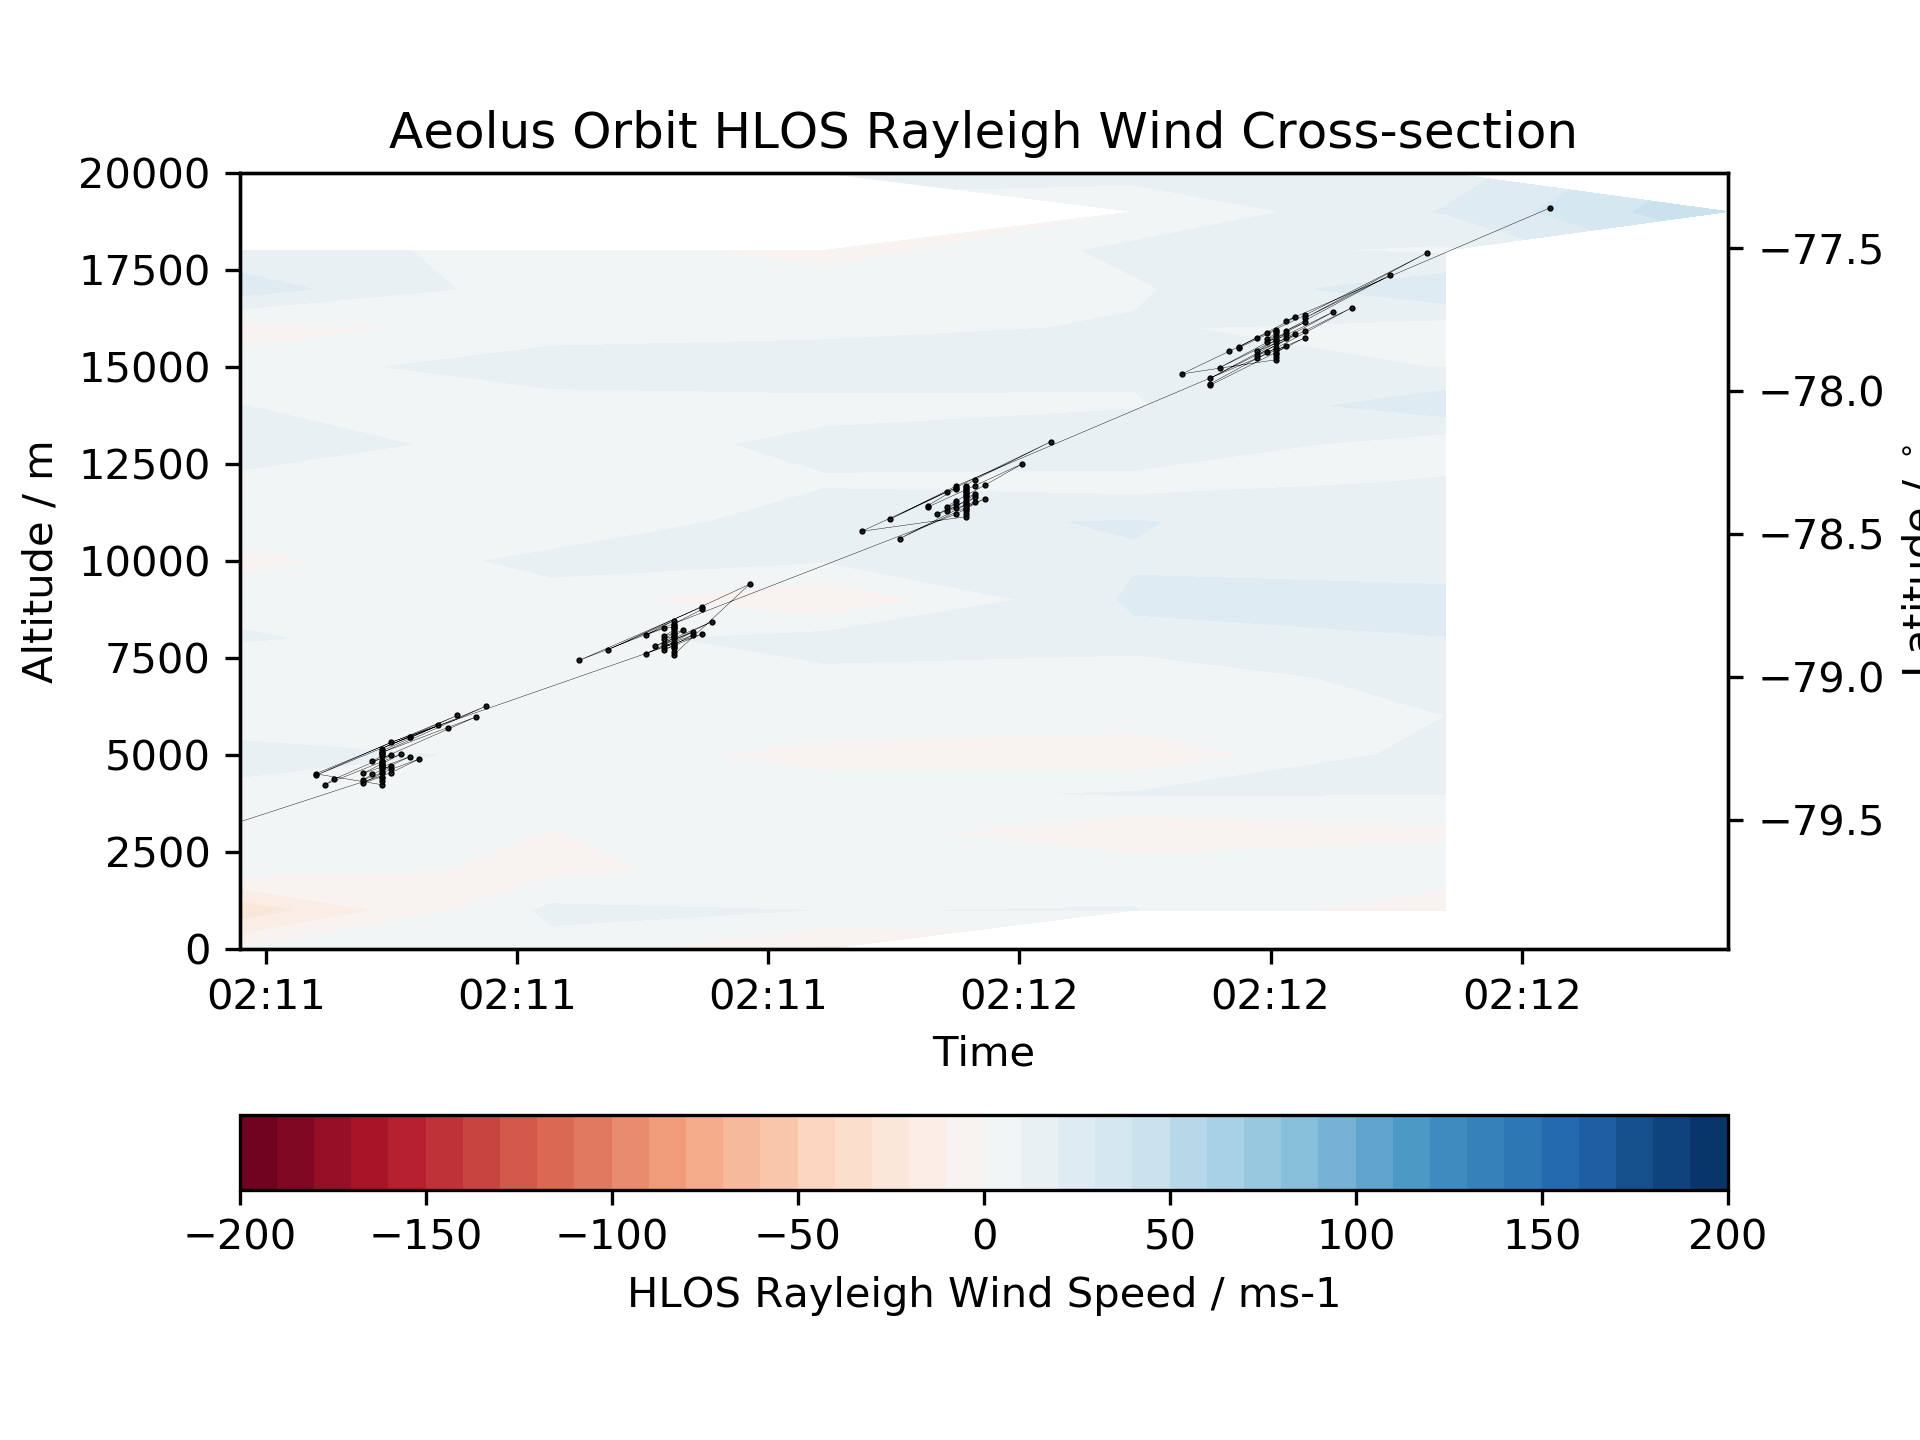 Aeolus Orbit HLOS Rayleigh Wind Cross-section
20000
17500
15000
12500
10000
7500
5000
2500
0
Altitude / m
−77.5
−78.0
−78.5
−79.0
−79.5
Latitude / °
02:11 02:11 02:11 02:12 02:12 02:12
Time
−200 −150 −100 −50 0 50 100 150 200
HLOS Rayleigh Wind Speed / ms-1